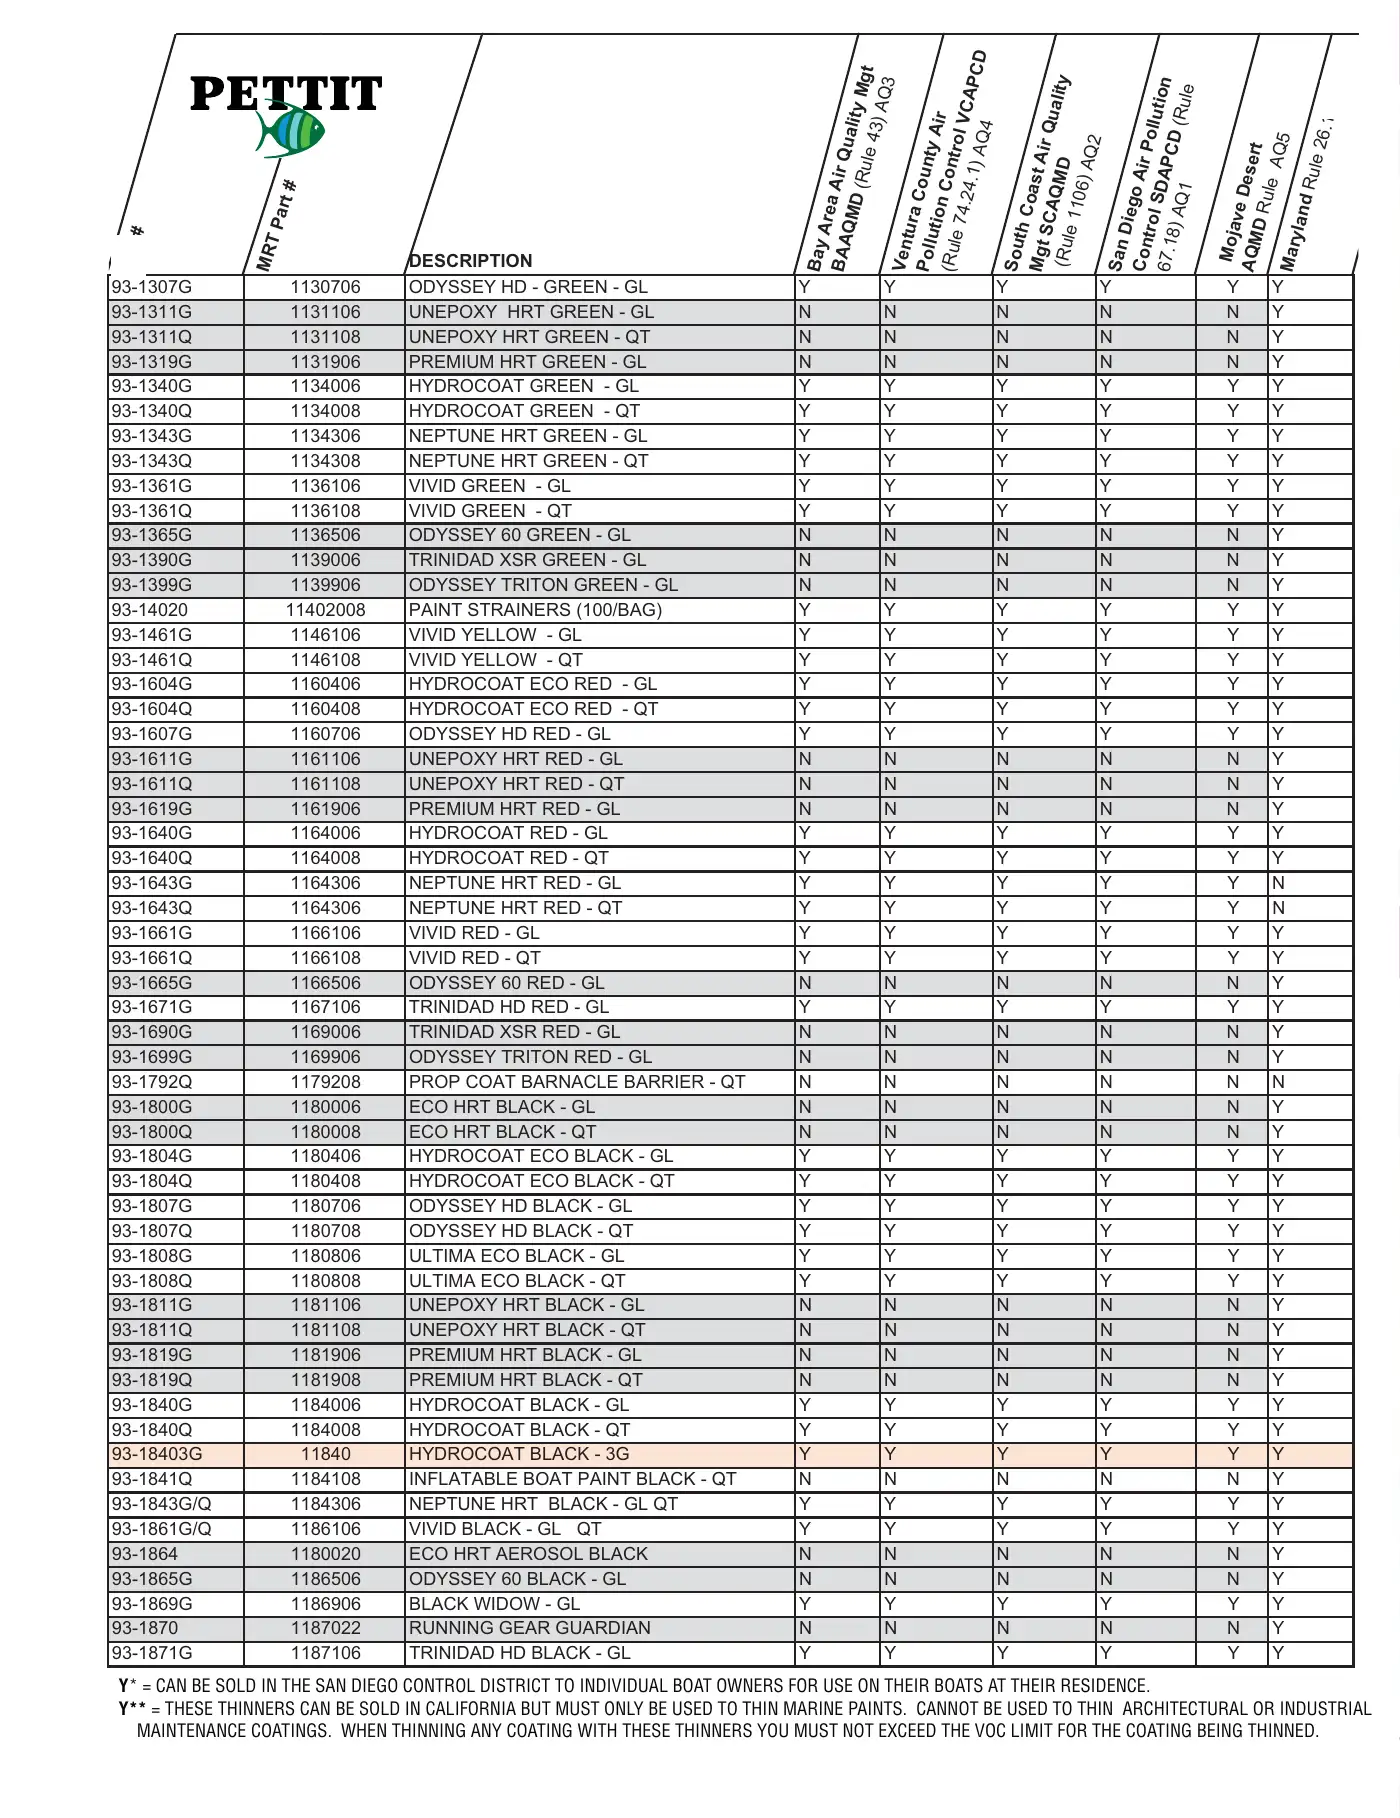 PETTIT
#
MRT Part #
DESCRIPTION
Bay Area Air Quality Mgt
BAAQMD (Rule 43) AQ3
Ventura County Air
Pollution Control VCAPCD
(Rule 74.24.1) AQ4
South Coast Air Quality
Mgt SCAQMD
(Rule 1106) AQ2
San Diego Air Pollution
Control SDAPCD (Rule
67.18) AQ1
Mojave Desert
AQMD Rule AQ5
Maryland Rule 26.
93-1307G 1130706 ODYSSEY HD - GREEN - GL Y Y Y Y Y Y
93-1311G 1131106 UNEPOXY HRT GREEN - GL N N N N N Y
93-1311Q 1131108 UNEPOXY HRT GREEN - QT N N N N N Y
93-1319G 1131906 PREMIUM HRT GREEN - GL N N N N N Y
93-1340G 1134006 HYDROCOAT GREEN - GL Y Y Y Y Y Y
93-1340Q 1134008 HYDROCOAT GREEN - QT Y Y Y Y Y Y
93-1343G 1134306 NEPTUNE HRT GREEN - GL Y Y Y Y Y Y
93-1343Q 1134308 NEPTUNE HRT GREEN - QT Y Y Y Y Y Y
93-1361G 1136106 VIVID GREEN - GL Y Y Y Y Y Y
93-1361Q 1136108 VIVID GREEN - QT Y Y Y Y Y Y
93-1365G 1136506 ODYSSEY 60 GREEN - GL N N N N N Y
93-1390G 1139006 TRINIDAD XSR GREEN - GL N N N N N Y
93-1399G 1139906 ODYSSEY TRITON GREEN - GL N N N N N Y
93-14020 11402008 PAINT STRAINERS (100/BAG) Y Y Y Y Y Y
93-1461G 1146106 VIVID YELLOW - GL Y Y Y Y Y Y
93-1461Q 1146108 VIVID YELLOW - QT Y Y Y Y Y Y
93-1604G 1160406 HYDROCOAT ECO RED - GL Y Y Y Y Y Y
93-1604Q 1160408 HYDROCOAT ECO RED - QT Y Y Y Y Y Y
93-1607G 1160706 ODYSSEY HD RED - GL Y Y Y Y Y Y
93-1611G 1161106 UNEPOXY HRT RED - GL N N N N N Y
93-1611Q 1161108 UNEPOXY HRT RED - QT N N N N N Y
93-1619G 1161906 PREMIUM HRT RED - GL N N N N N Y
93-1640G 1164006 HYDROCOAT RED - GL Y Y Y Y Y Y
93-1640Q 1164008 HYDROCOAT RED - QT Y Y Y Y Y Y
93-1643G 1164306 NEPTUNE HRT RED - GL Y Y Y Y Y N
93-1643Q 1164306 NEPTUNE HRT RED - QT Y Y Y Y Y N
93-1661G 1166106 VIVID RED - GL Y Y Y Y Y Y
93-1661Q 1166108 VIVID RED - QT Y Y Y Y Y Y
93-1665G 1166506 ODYSSEY 60 RED - GL N N N N N Y
93-1671G 1167106 TRINIDAD HD RED - GL Y Y Y Y Y Y
93-1690G 1169006 TRINIDAD XSR RED - GL N N N N N Y
93-1699G 1169906 ODYSSEY TRITON RED - GL N N N N N Y
93-1792Q 1179208 PROP COAT BARNACLE BARRIER - QT N N N N N N
93-1800G 1180006 ECO HRT BLACK - GL N N N N N Y
93-1800Q 1180008 ECO HRT BLACK - QT N N N N N Y
93-1804G 1180406 HYDROCOAT ECO BLACK - GL Y Y Y Y Y Y
93-1804Q 1180408 HYDROCOAT ECO BLACK - QT Y Y Y Y Y Y
93-1807G 1180706 ODYSSEY HD BLACK - GL Y Y Y Y Y Y
93-1807Q 1180708 ODYSSEY HD BLACK - QT Y Y Y Y Y Y
93-1808G 1180806 ULTIMA ECO BLACK - GL Y Y Y Y Y Y
93-1808Q 1180808 ULTIMA ECO BLACK - QT Y Y Y Y Y Y
93-1811G 1181106 UNEPOXY HRT BLACK - GL N N N N N Y
93-1811Q 1181108 UNEPOXY HRT BLACK - QT N N N N N Y
93-1819G 1181906 PREMIUM HRT BLACK - GL N N N N N Y
93-1819Q 1181908 PREMIUM HRT BLACK - QT N N N N N Y
93-1840G 1184006 HYDROCOAT BLACK - GL Y Y Y Y Y Y
93-1840Q 1184008 HYDROCOAT BLACK - QT Y Y Y Y Y Y
93-18403G 11840 HYDROCOAT BLACK - 3G Y Y Y Y Y Y
93-1841Q 1184108 INFLATABLE BOAT PAINT BLACK - QT N N N N N Y
93-1843G/Q 1184306 NEPTUNE HRT BLACK - GL QT Y Y Y Y Y Y
93-1861G/Q 1186106 VIVID BLACK - GL QT Y Y Y Y Y Y
93-1864 1180020 ECO HRT AEROSOL BLACK N N N N N Y
93-1865G 1186506 ODYSSEY 60 BLACK - GL N N N N N Y
93-1869G 1186906 BLACK WIDOW - GL Y Y Y Y Y Y
93-1870 1187022 RUNNING GEAR GUARDIAN N N N N N Y
93-1871G 1187106 TRINIDAD HD BLACK - GL Y Y Y Y Y Y
Y* = CAN BE SOLD IN THE SAN DIEGO CONTROL DISTRICT TO INDIVIDUAL BOAT OWNERS FOR USE ON THEIR BOATS AT THEIR RESIDENCE.
Y** = THESE THINNERS CAN BE SOLD IN CALIFORNIA BUT MUST ONLY BE USED TO THIN MARINE PAINTS. CANNOT BE USED TO THIN ARCHITECTURAL OR INDUSTRIAL
MAINTENANCE COATINGS. WHEN THINNING ANY COATING WITH THESE THINNERS YOU MUST NOT EXCEED THE VOC LIMIT FOR THE COATING BEING THINNED.